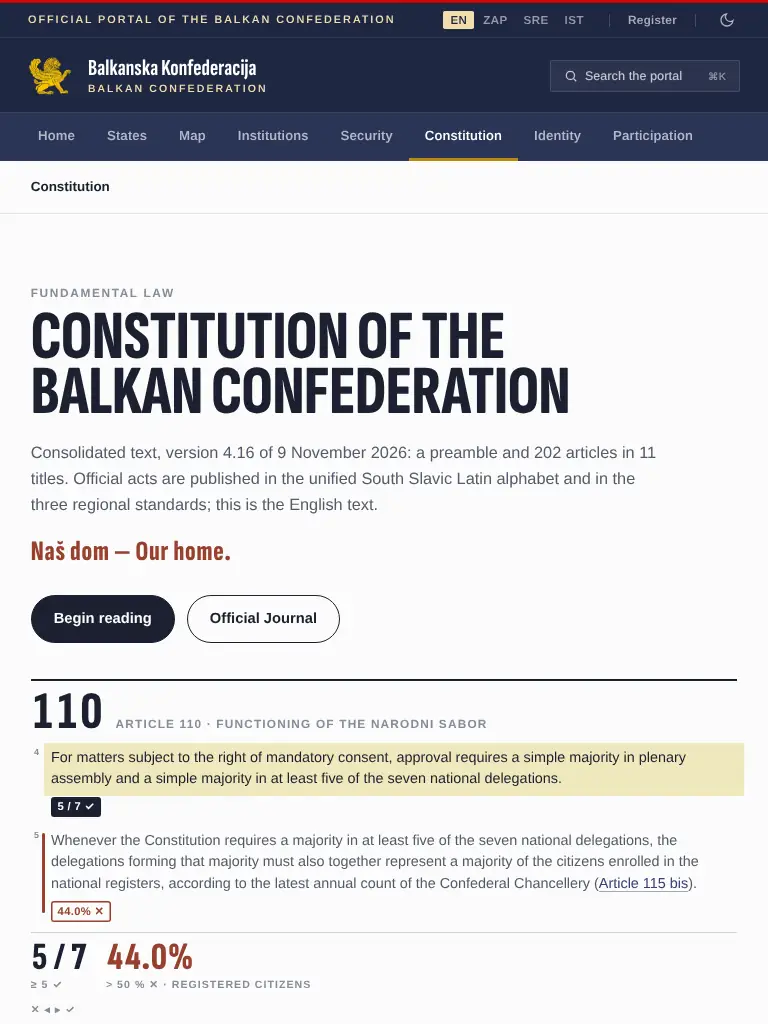 OFFICIAL PORTAL OF THE BALKAN CONFEDERATION
EN ZAP SRE IST Register
Balkanska Konfederacija
BALKAN CONFEDERATION
Search the portal ⌘K
Home States Map Institutions Security Constitution Identity Participation
Constitution
FUNDAMENTAL LAW
CONSTITUTION OF THE
BALKAN CONFEDERATION
Consolidated text, version 4.16 of 9 November 2026: a preamble and 202 articles in 11
titles. Official acts are published in the unified South Slavic Latin alphabet and in the
three regional standards; this is the English text.
Naš dom — Our home.
Begin reading Official Journal
110 ARTICLE 110 · FUNCTIONING OF THE NARODNI SABOR
4 For matters subject to the right of mandatory consent, approval requires a simple majority in plenary
assembly and a simple majority in at least five of the seven national delegations.
5 / 7 ✓
5 Whenever the Constitution requires a majority in at least five of the seven national delegations, the
delegations forming that majority must also together represent a majority of the citizens enrolled in the
national registers, according to the latest annual count of the Confederal Chancellery (Article 115 bis).
44.0% ✕
5 / 7 44.0%
≥ 5 ✓ > 50 % ✕ · REGISTERED CITIZENS
✕ ◂ ▸ ✓